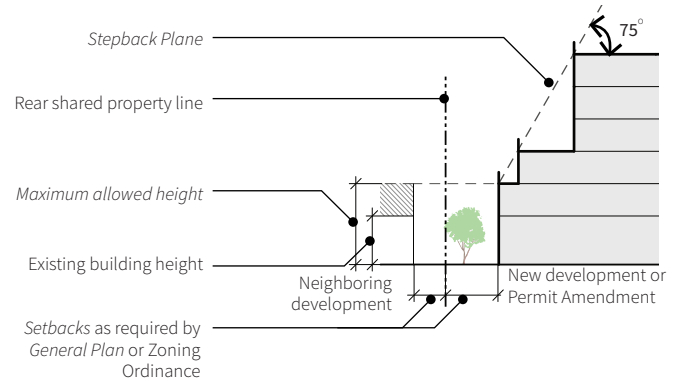 75°
Stepback Plane
Rear shared property line
Maximum allowed height
Existing building height
Neighboring
development
New development or
Permit Amendment
Setbacks as required by
General Plan or Zoning
Ordinance